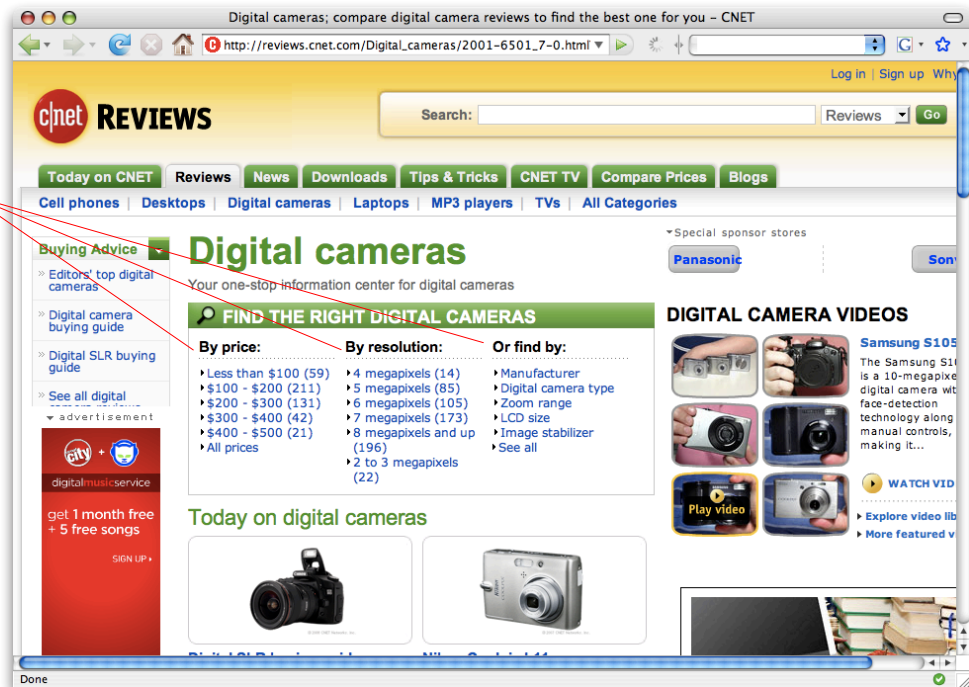 Digital cameras; compare digital camera reviews to find the best one for you – CNET
http://reviews.cnet.com/Digital_cameras/2001-6501_7-0.html
G
Log in | Sign up Why
c|net REVIEWS
Search:
Reviews
Go
Today on CNET
Reviews
News
Downloads
Tips & Tricks
CNET TV
Compare Prices
Blogs
Cell phones | Desktops | Digital cameras | Laptops | MP3 players | TVs | All Categories
Buying Advice
» Editors' top digital
cameras
» Digital camera
buying guide
» Digital SLR buying
guide
» See all digital
advertisement
city + 
digitalmusicservice
get 1 month free
+ 5 free songs
SIGN UP
Digital cameras
Your one-stop information center for digital cameras
FIND THE RIGHT DIGITAL CAMERAS
By price:
Less than $100 (59)
$100 - $200 (211)
$200 - $300 (131)
$300 - $400 (42)
$400 - $500 (21)
All prices
By resolution:
4 megapixels (14)
5 megapixels (85)
6 megapixels (105)
7 megapixels (173)
8 megapixels and up
(196)
2 to 3 megapixels
(22)
Or find by:
Manufacturer
Digital camera type
Zoom range
LCD size
Image stabilizer
See all
Today on digital cameras
Special sponsor stores
Panasonic
Son
DIGITAL CAMERA VIDEOS
Play video
Samsung S105
The Samsung S10
is a 10-megapixe
digital camera wit
face-detection
technology along
manual controls,
making it...
WATCH VID
Explore video lib
More featured v
Done